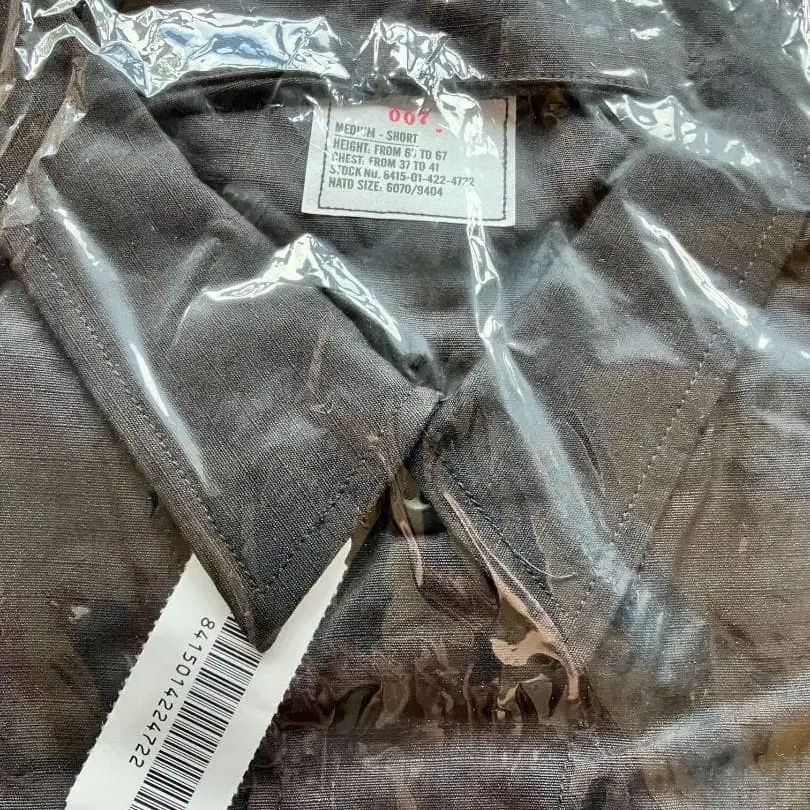 007
MEDIUM - SHORT
HEIGHT: FROM 6 TO 67
CHEST: FROM 37 TO 41
STOCK NO. 8415-01-422-4722
NATO SIZE: 6070/9404
8415014224722